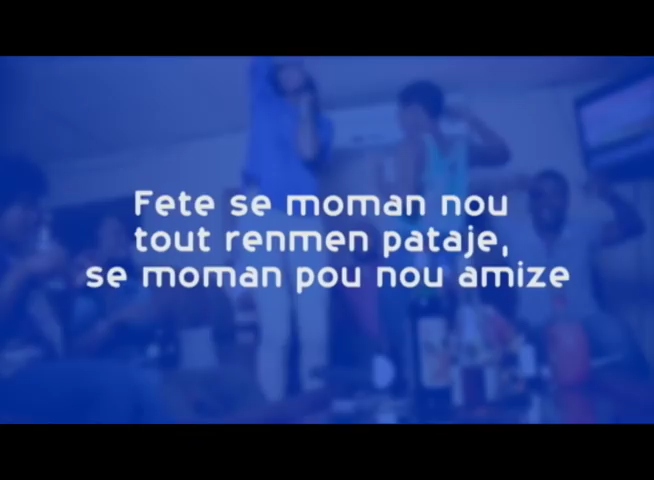 Fete se moman nou
tout renmen pataje,
se moman pou nou amize